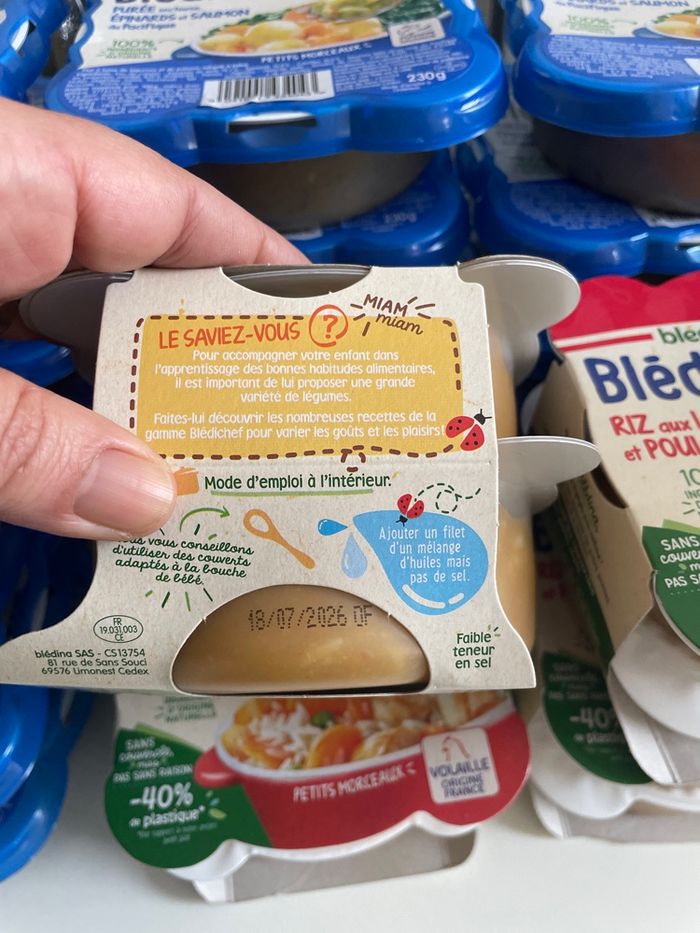 PURÉE
ÉPINARDS et SAUMON
du Pacifique
100%
PETITS MORCEAUX
230g
MIAM
miam
LE SAVIEZ-VOUS ?
Pour accompagner votre enfant dans
l'apprentissage des bonnes habitudes alimentaires,
il est important de lui proposer une grande
variété de légumes.
Faites-lui découvrir les nombreuses recettes de la
gamme Blédichef pour varier les goûts et les plaisirs!
Mode d'emploi à l'intérieur.
vous conseillons
d'utiliser des couverts
adaptés à la bouche
de bébé.
Ajouter un filet
d'un mélange
d'huiles mais
pas de sel.
18/07/2026 DF
FR
19.031.003
CE
blédina SAS - CS13754
81 rue de Sans Souci
69576 Limonest Cedex
Faible
teneur
en sel
RIZ aux
et
SANS
PAS SANS RAISON
-40%
de plastique*
PETITS MORCEAUX
VOLAILLE
ORIGINE
FRANCE
-40